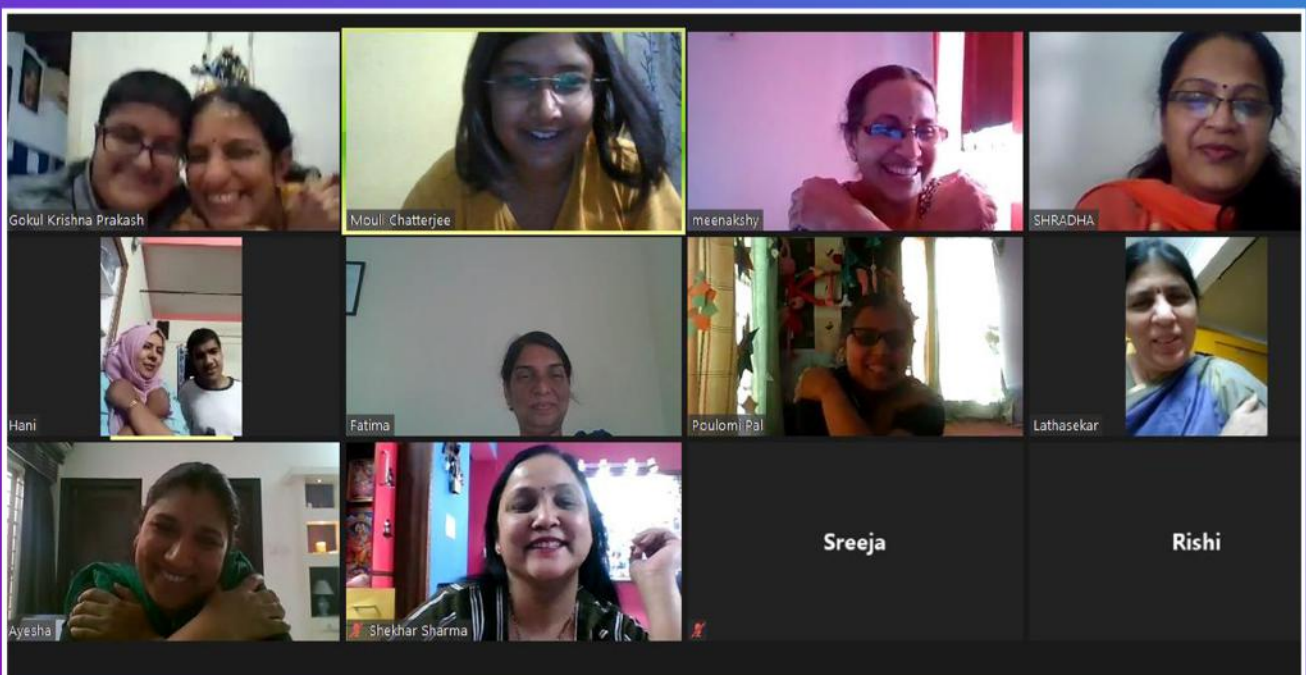 Gokul Krishna Prakash
Mouli Chatterjee
meenakshy
SHRADHA
Hani
Fatima
Poulomi Pal
Lathasekar
Ayesha
Shekhar Sharma
Sreeja
Rishi